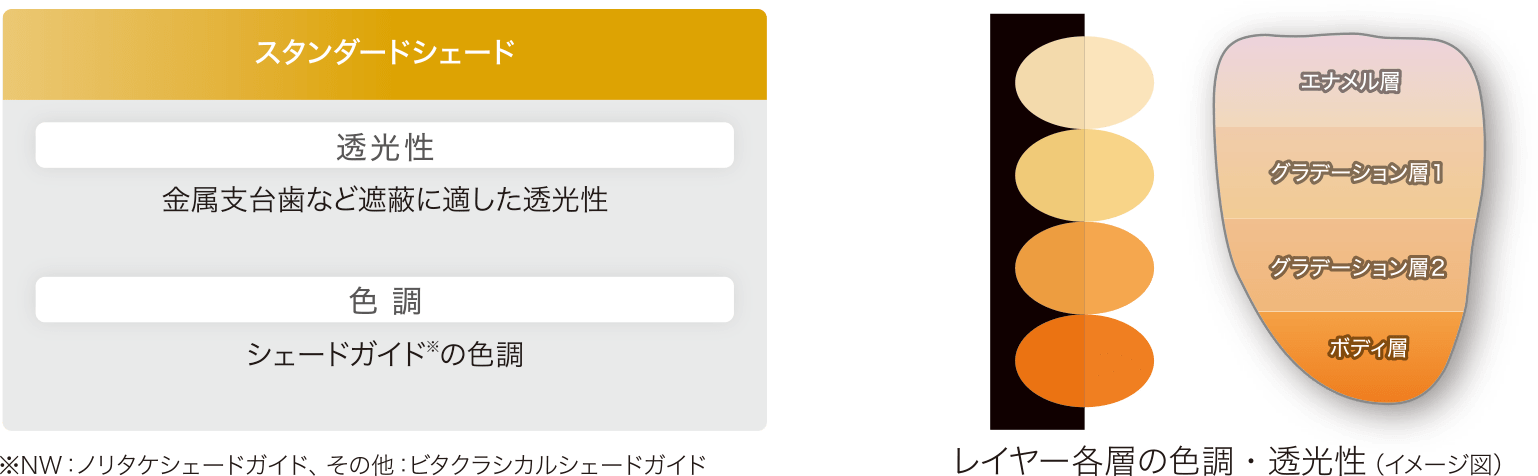 スタンダードシェード
透光性
金属支台歯など遮蔽に適した透光性
色調
シェードガイド※の色調
※NW：ノリタケシェードガイド、その他：ビタクラシカルシェードガイド
エナメル層
グラデーション層1
グラデーション層2
ボディ層
レイヤー各層の色調・透光性（イメージ図）